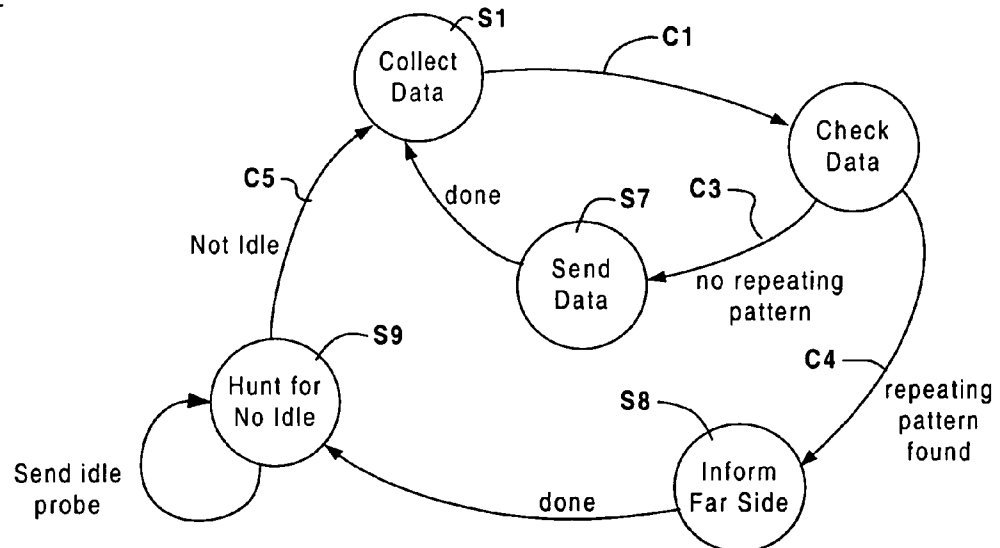 S1
Collect
Data
C1
Check
Data
C5
done
C3
S7
Not Idle
Send
Data
no repeating
pattern
S9
C4
Hunt for
No Idle
S8
repeating
pattern
found
Send idle
probe
done
Inform
Far Side